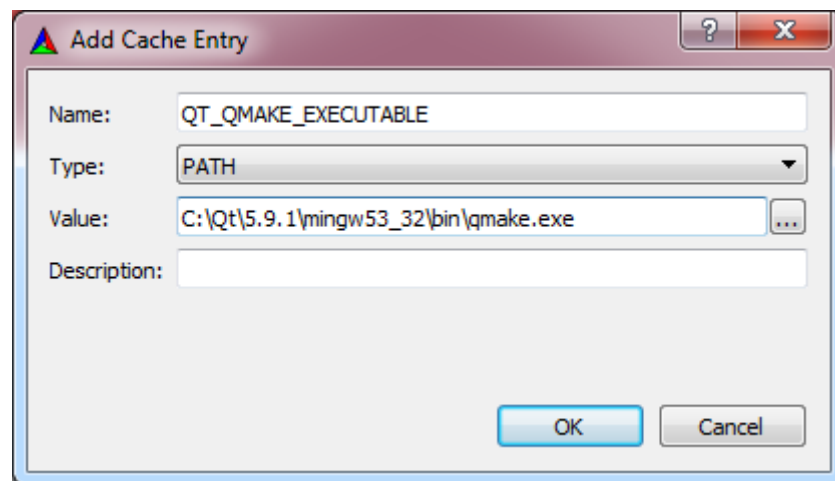 Add Cache Entry
Name: QT_QMAKE_EXECUTABLE
Type: PATH
Value: C:\Qt\5.9.1\mingw53_32\bin\qmake.exe ...
Description:
OK Cancel